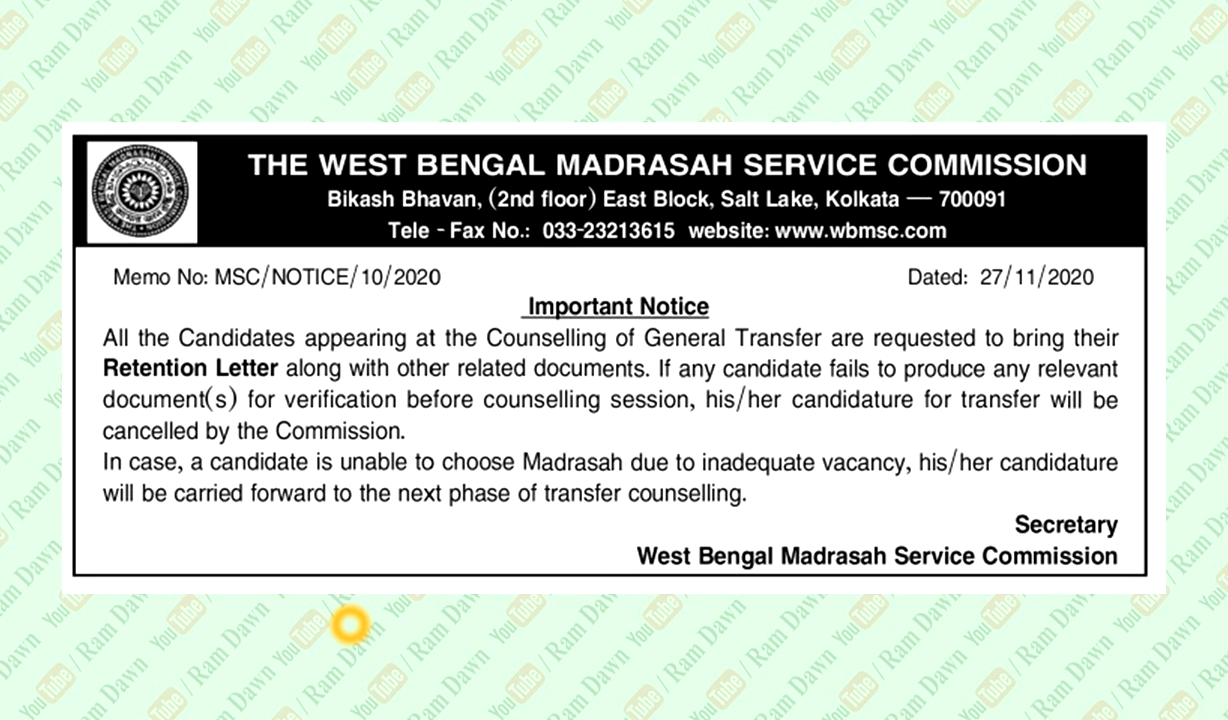 THE WEST BENGAL MADRASAH SERVICE COMMISSION
Bikash Bhavan, (2nd floor) East Block, Salt Lake, Kolkata — 700091
Tele - Fax No.: 033-23213615 website: www.wbmsc.com
Memo No: MSC/NOTICE/10/2020 Dated: 27/11/2020
Important Notice
All the Candidates appearing at the Counselling of General Transfer are requested to bring their
Retention Letter along with other related documents. If any candidate fails to produce any relevant
document(s) for verification before counselling session, his/her candidature for transfer will be
cancelled by the Commission.
In case, a candidate is unable to choose Madrasah due to inadequate vacancy, his/her candidature
will be carried forward to the next phase of transfer counselling.
Secretary
West Bengal Madrasah Service Commission
YouTube / Ram Dawn